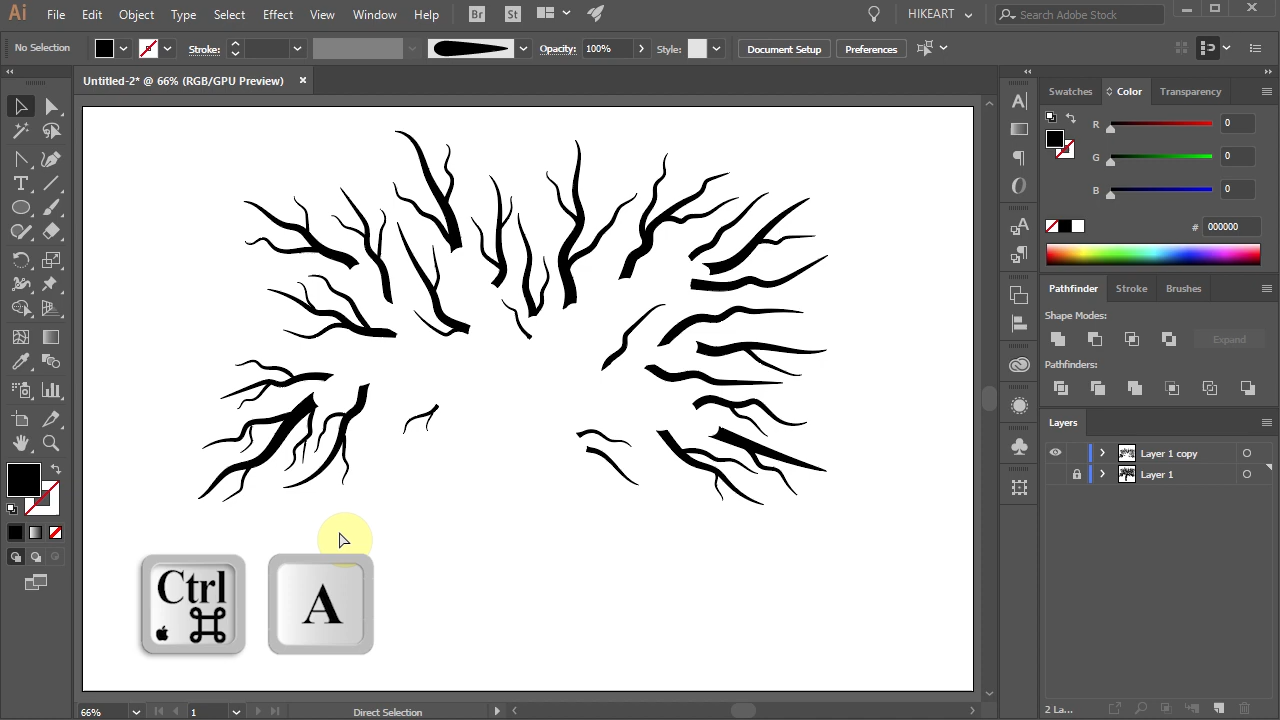 Ai File Edit Object Type Select Effect View Window Help Br St HIKEART Search Adobe Stock
No Selection Stroke: Opacity: 100% Style: Document Setup Preferences
Untitled-2* @ 66% (RGB/GPU Preview)
Swatches Color Transparency
R 0
G 0
B 0
# 000000
Pathfinder Stroke Brushes
Shape Modes:
Expand
Pathfinders:
Layers
Layer 1 copy
Layer 1
Ctrl A
66% 1 Direct Selection 2 La...